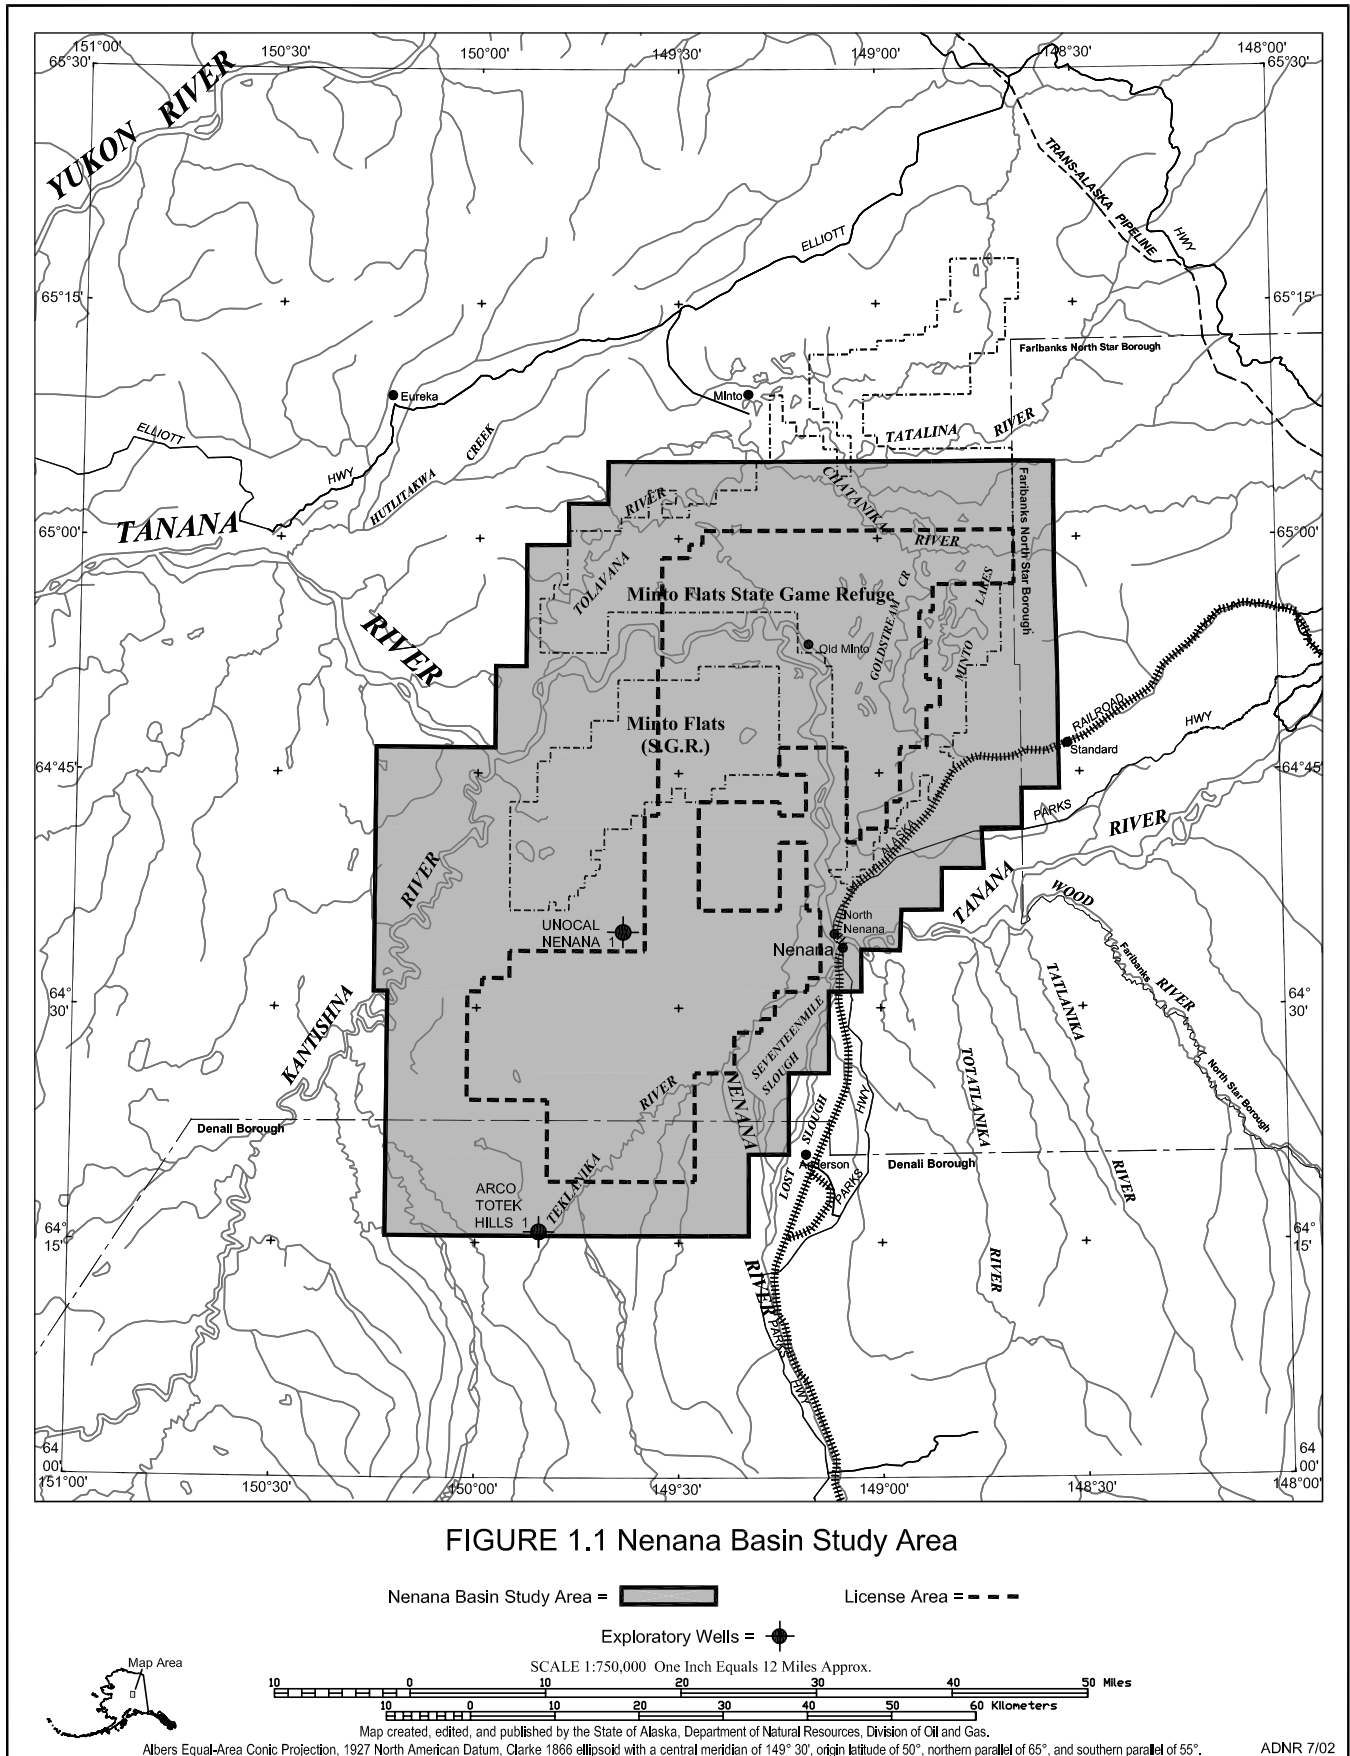 151°00'
150°30'
150°00'
149°30'
149°00'
148°30'
148°00'
65°30'
65°30'
YUKON RIVER
TRANS-ALASKA PIPELINE
HWY
ELLIOTT
65°15'
65°15'
Faribanks North Star Borough
Eureka
Minto
ELLIOTT
HWY
HUTLITAKWA CREEK
TATALINA RIVER
CHATANIKA
RIVER
RIVER
TOLAVANA
Faribanks North Star Borough
TANANA
65°00'
65°00'
RIVER
Minto Flats State Game Refuge
GOLDSTREAM CR
MINTO LAKES
Old Minto
Minto Flats
(S.G.R.)
RAILROAD
HWY
Standard
64°45'
64°45'
PARKS
ALASKA
RIVER
TANANA
RIVER
WOOD
UNOCAL
NENANA 1
North
Nenana
Nenana
Faribanks
RIVER
TATLANIKA
64°
30'
64°
30'
KANTISHNA
SEVENTEENMILE
SLOUGH
RIVER
NENANA
TOTATLANIKA
North Star Borough
HWY
SLOUGH
Denali Borough
Anderson
Denali Borough
LOST
PARKS
RIVER
ARCO
TOTEK
HILLS 1
TEKLANIKA
64°
15'
64°
15'
RIVER
RIVER
PARKS
HWY
64
00'
64
00'
151°00'
150°30'
150°00'
149°30'
149°00'
148°30'
148°00'
FIGURE 1.1 Nenana Basin Study Area
Nenana Basin Study Area =
License Area =
Exploratory Wells =
Map Area
SCALE 1:750,000 One Inch Equals 12 Miles Approx.
10 0 10 20 30 40 50 Miles
10 0 10 20 30 40 50 60 Kilometers
Map created, edited, and published by the State of Alaska, Department of Natural Resources, Division of Oil and Gas.
Albers Equal-Area Conic Projection, 1927 North American Datum, Clarke 1866 ellipsoid with a central meridian of 149° 30', origin latitude of 50°, northern parallel of 65°, and southern parallel of 55°.
ADNR 7/02